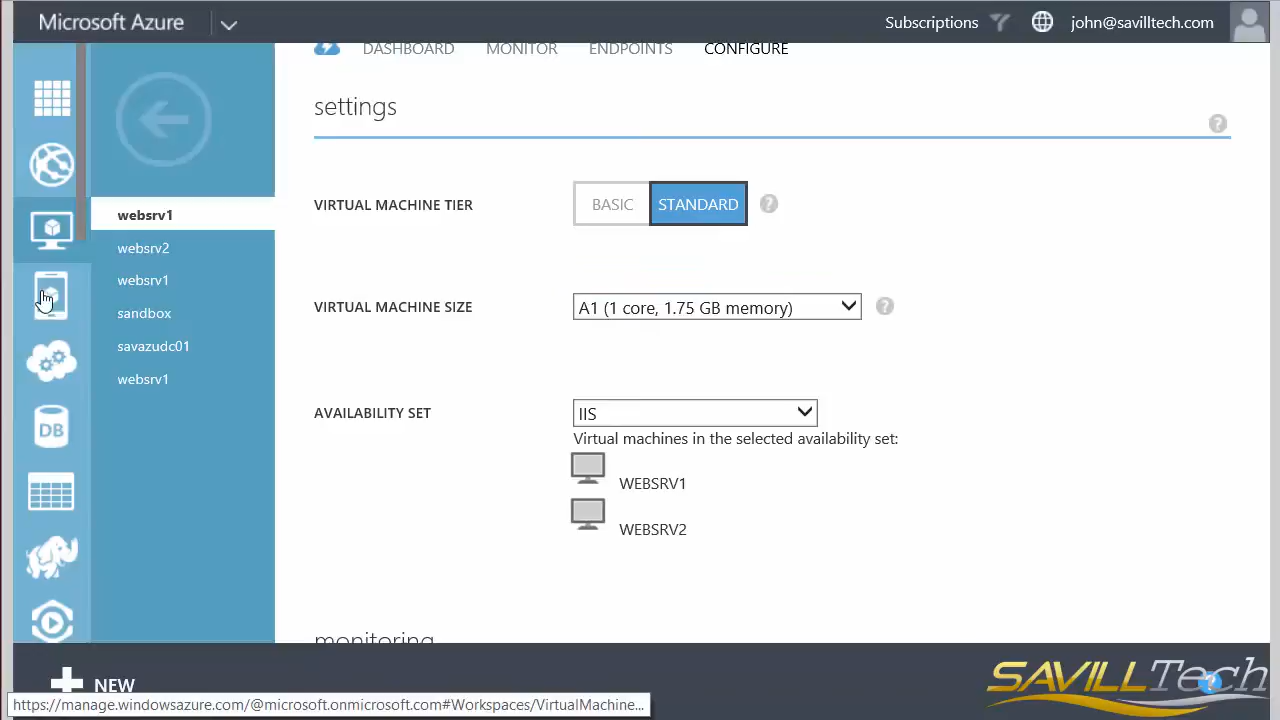 Microsoft Azure
Subscriptions
john@savilltech.com
DASHBOARD MONITOR ENDPOINTS CONFIGURE
settings
?
websrv1
websrv2
websrv1
sandbox
savazudc01
websrv1
VIRTUAL MACHINE TIER
BASIC STANDARD ?
VIRTUAL MACHINE SIZE
A1 (1 core, 1.75 GB memory) ?
AVAILABILITY SET
IIS
Virtual machines in the selected availability set:
WEBSRV1
WEBSRV2
DB
monitoring
NEW
SAVILLTech
?
https://manage.windowsazure.com/@microsoft.onmicrosoft.com#Workspaces/VirtualMachine...